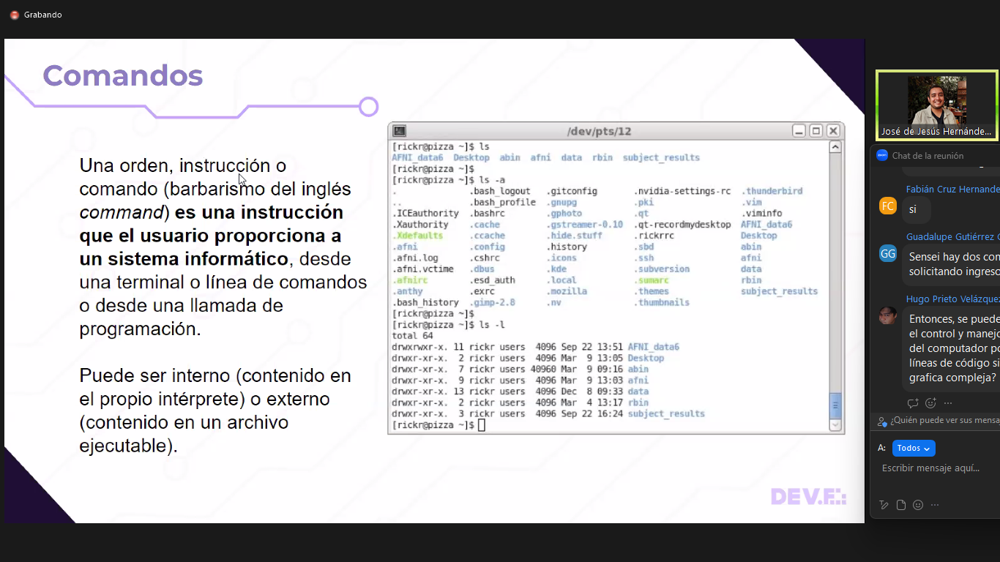 Grabando
Comandos
Una orden, instrucción o
comando (barbarismo del inglés
command) es una instrucción
que el usuario proporciona a
un sistema informático, desde
una terminal o línea de comandos
o desde una llamada de
programación.
Puede ser interno (contenido en
el propio intérprete) o externo
(contenido en un archivo
ejecutable).
/dev/pts/12
[rickr@pizza ~]$ ls
AFNI_data6 Desktop abin afni data rbin subject_results
[rickr@pizza ~]$
[rickr@pizza ~]$ ls -a
. .bash_logout .gitconfig .nvidia-settings-rc .thunderbird
.. .bash_profile .gnupg .pki .vim
.ICEauthority .bashrc .gphoto .qt .viminfo
.Xauthority .cache .gstreamer-0.10 .qt-recordmydesktop AFNI_data6
.Xdefaults .ccache .hide.stuff .rickrrc Desktop
.afni .config .history .sbd abin
.afni.log .cshrc .icons .ssh afni
.afni.vctime .dbus .kde .subversion data
.afnirc .esd_auth .local .sumarc rbin
.anthy .exrc .mozilla .themes subject_results
.bash_history .gimp-2.8 .nv .thumbnails
[rickr@pizza ~]$
[rickr@pizza ~]$ ls -l
total 64
drwxrwxr-x. 11 rickr users 4096 Sep 22 13:51 AFNI_data6
drwxr-xr-x. 2 rickr users 4096 Mar 9 13:05 Desktop
drwxr-xr-x. 7 rickr users 40960 Mar 9 09:16 abin
drwxr-xr-x. 9 rickr users 4096 Mar 9 13:03 afni
drwxr-xr-x. 13 rickr users 4096 Dec 8 09:33 data
drwxr-xr-x. 2 rickr users 4096 Mar 4 13:17 rbin
drwxr-xr-x. 3 rickr users 4096 Sep 22 16:24 subject_results
[rickr@pizza ~]$
DEV.F.:
José de Jesús Hernánde...
zoom
Chat de la reunión
Fabián Cruz Hernande
FC
si
Guadalupe Gutiérrez
GG
Sensei hay dos con
solicitando ingreso
Hugo Prieto Velázquez
Entonces, se puede
el control y manejo
del computador po
líneas de código si
grafica compleja?
¿Quién puede ver sus mensa
A: Todos
Escribir mensaje aquí...